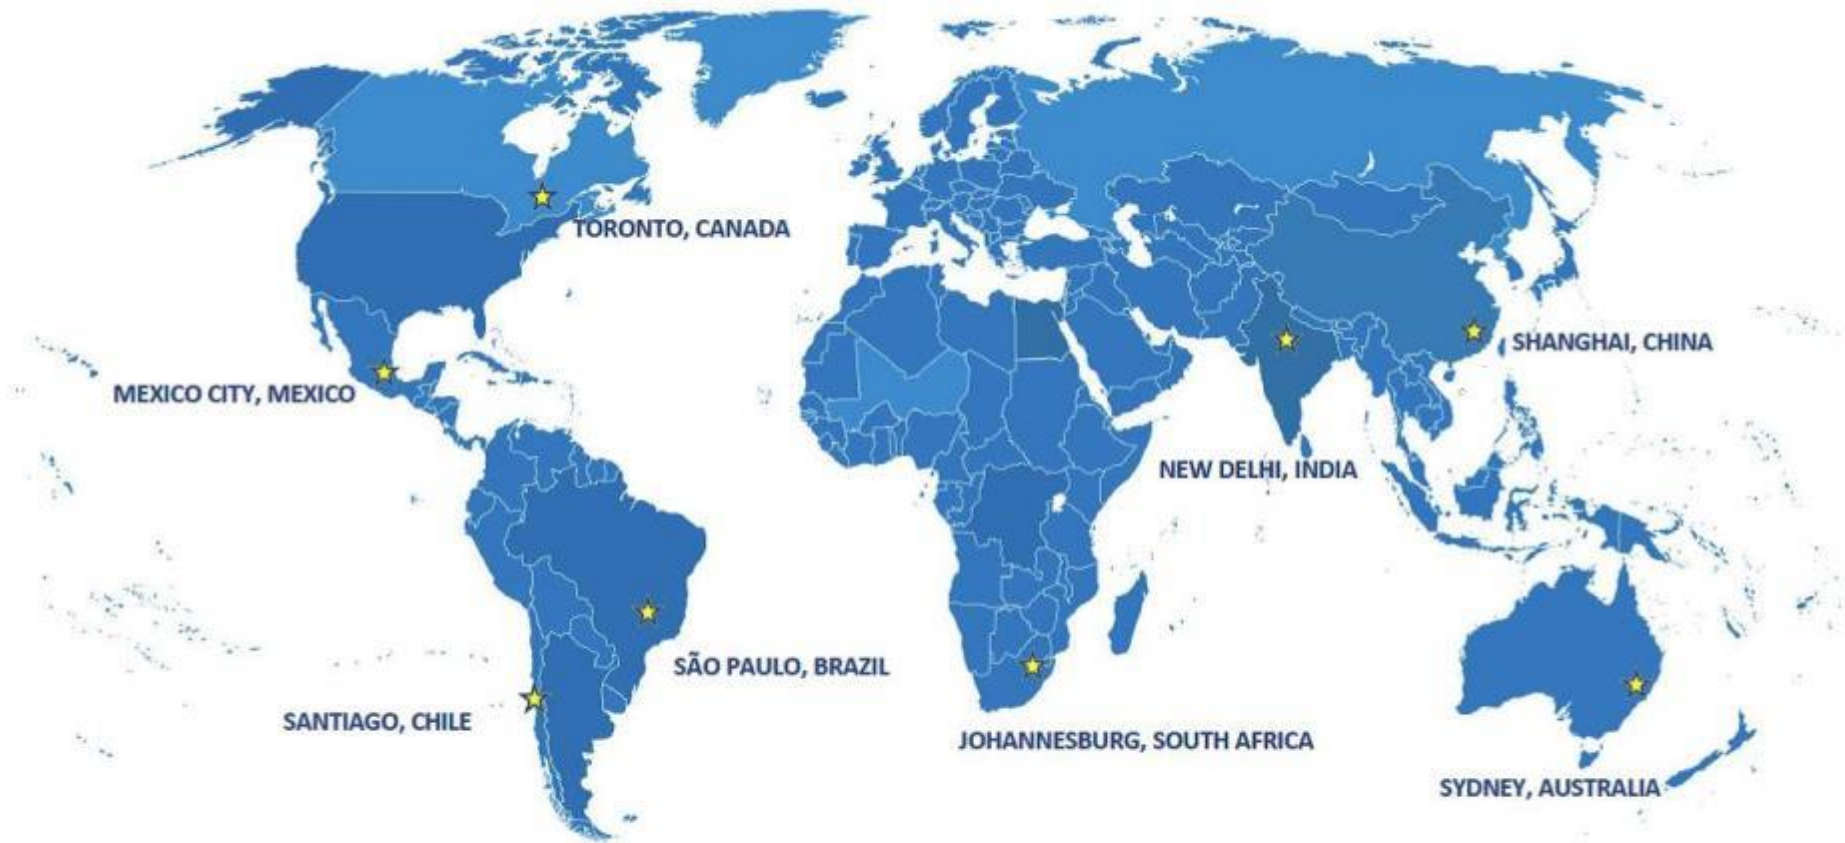 TORONTO, CANADA
SHANGHAI, CHINA
MEXICO CITY, MEXICO
NEW DELHI, INDIA
SÃO PAULO, BRAZIL
SANTIAGO, CHILE
JOHANNESBURG, SOUTH AFRICA
SYDNEY, AUSTRALIA